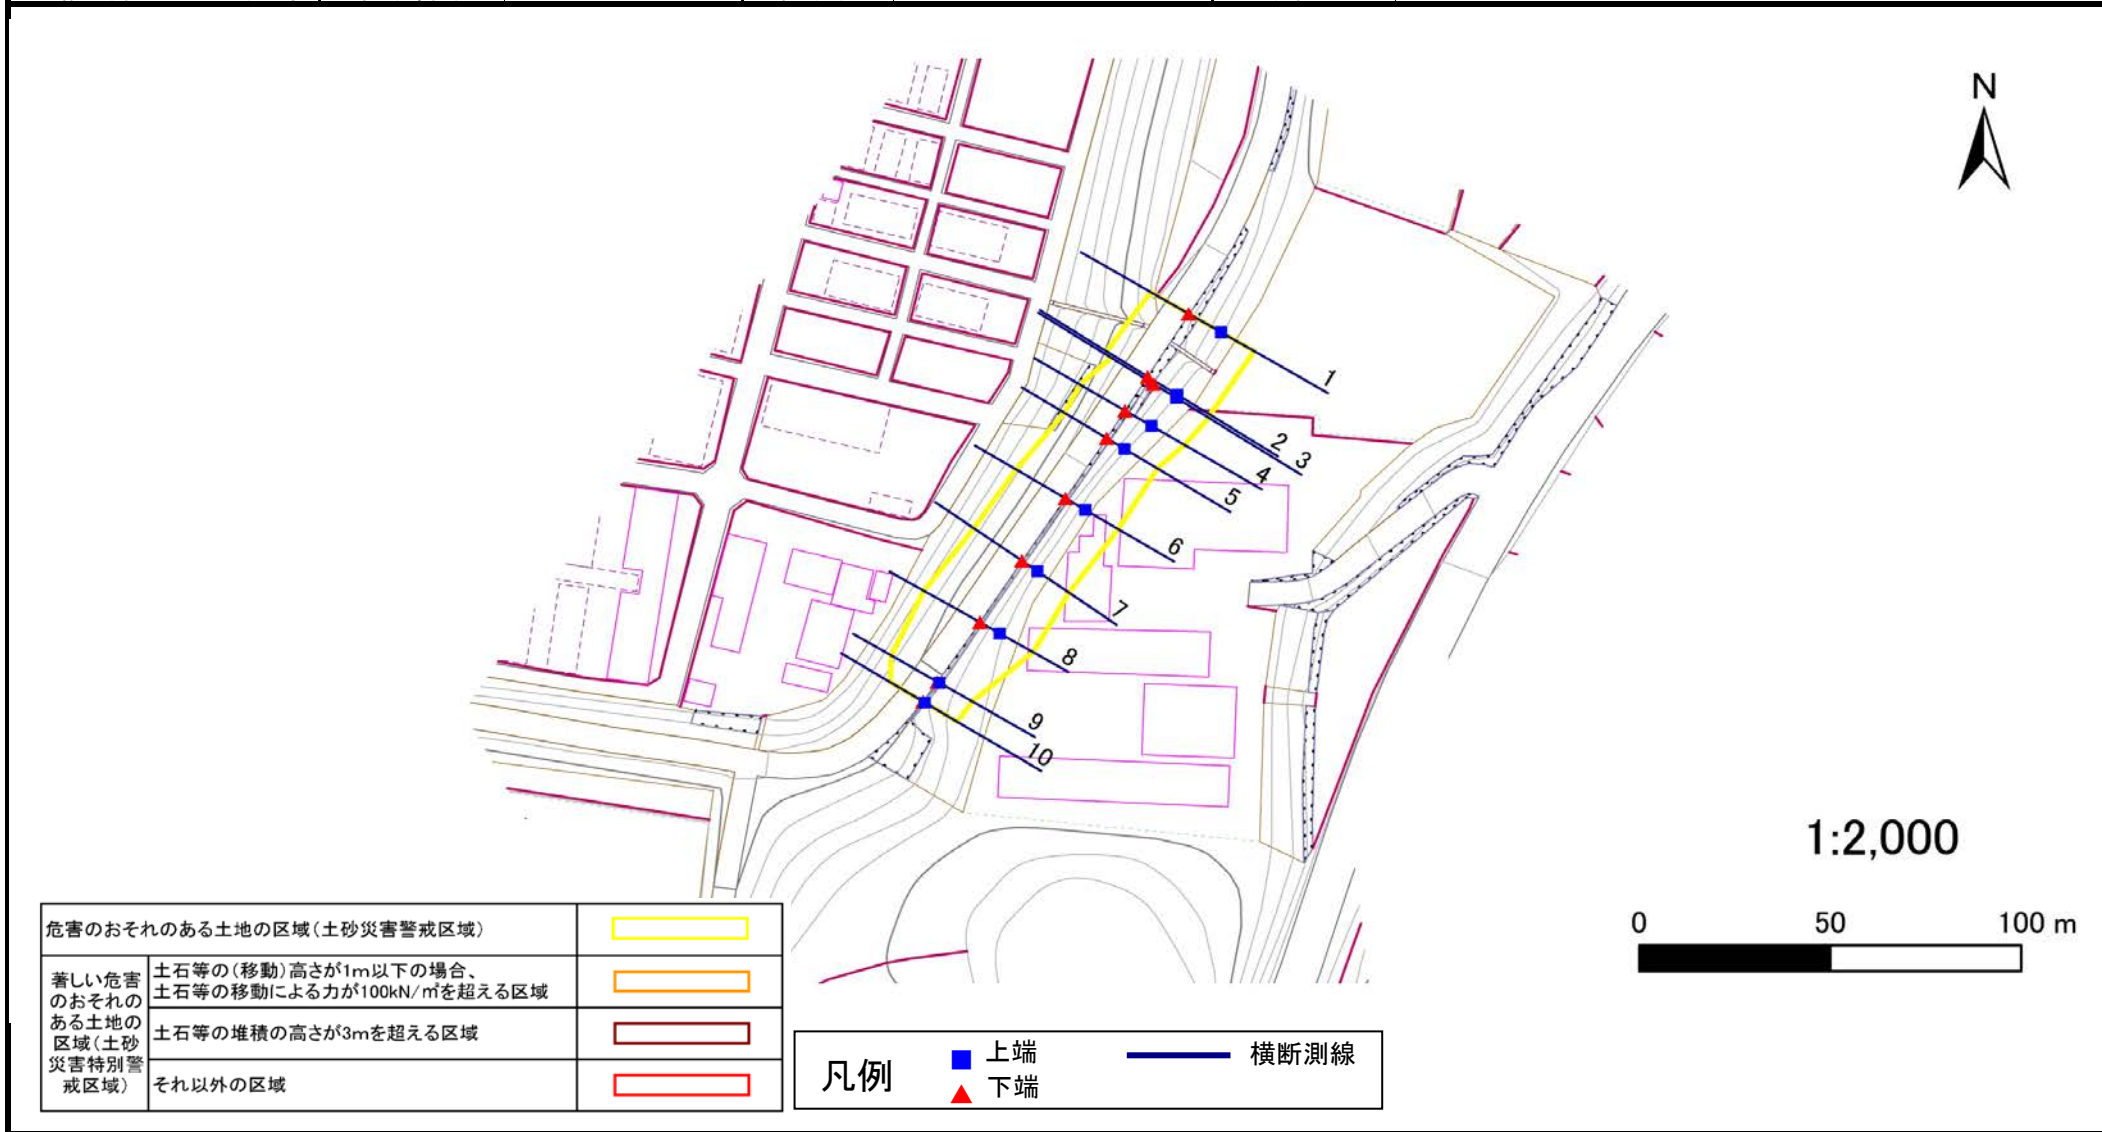 N
1
2
3
4
5
6
7
8
9
10
1:2,000
0 50 100 m
危害のおそれのある土地の区域(土砂災害警戒区域)
著しい危害
のおそれの
ある土地の
区域(土砂
災害特別警
戒区域)
土石等の(移動)高さが1m以下の場合、
土石等の移動による力が100kN/㎡を超える区域
土石等の堆積の高さが3mを超える区域
それ以外の区域
凡例
上端
下端
横断測線